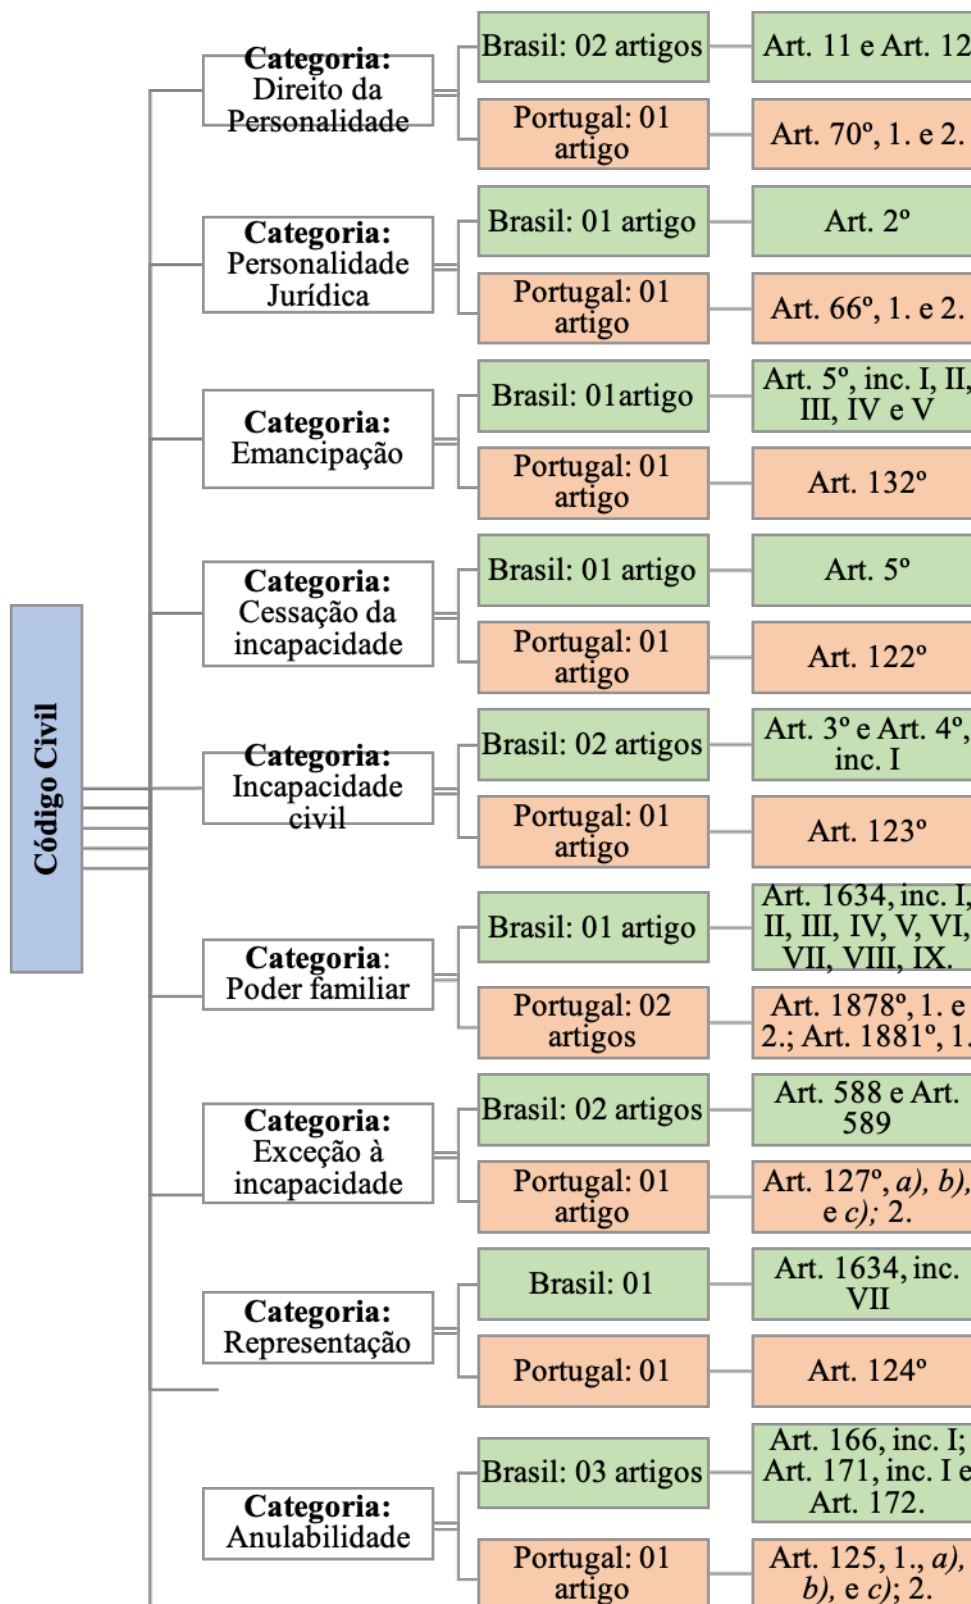 Código Civil
Categoria:
Direito da
Personalidade
Brasil: 02 artigos
Art. 11 e Art. 12
Portugal: 01
artigo
Art. 70º, 1. e 2.
Categoria:
Personalidade
Jurídica
Brasil: 01 artigo
Art. 2º
Portugal: 01
artigo
Art. 66º, 1. e 2.
Categoria:
Emancipação
Brasil: 01artigo
Art. 5º, inc. I, II,
III, IV e V
Portugal: 01
artigo
Art. 132º
Categoria:
Cessação da
incapacidade
Brasil: 01 artigo
Art. 5º
Portugal: 01
artigo
Art. 122º
Categoria:
Incapacidade
civil
Brasil: 02 artigos
Art. 3º e Art. 4º,
inc. I
Portugal: 01
artigo
Art. 123º
Categoria:
Poder familiar
Brasil: 01 artigo
Art. 1634, inc. I,
II, III, IV, V, VI,
VII, VIII, IX.
Portugal: 02
artigos
Art. 1878º, 1. e
2.; Art. 1881º, 1.
Categoria:
Exceção à
incapacidade
Brasil: 02 artigos
Art. 588 e Art.
589
Portugal: 01
artigo
Art. 127º, a), b),
e c); 2.
Categoria:
Representação
Brasil: 01
Art. 1634, inc.
VII
Portugal: 01
Art. 124º
Categoria:
Anulabilidade
Brasil: 03 artigos
Art. 166, inc. I;
Art. 171, inc. I e
Art. 172.
Portugal: 01
artigo
Art. 125, 1., a),
b), e c); 2.